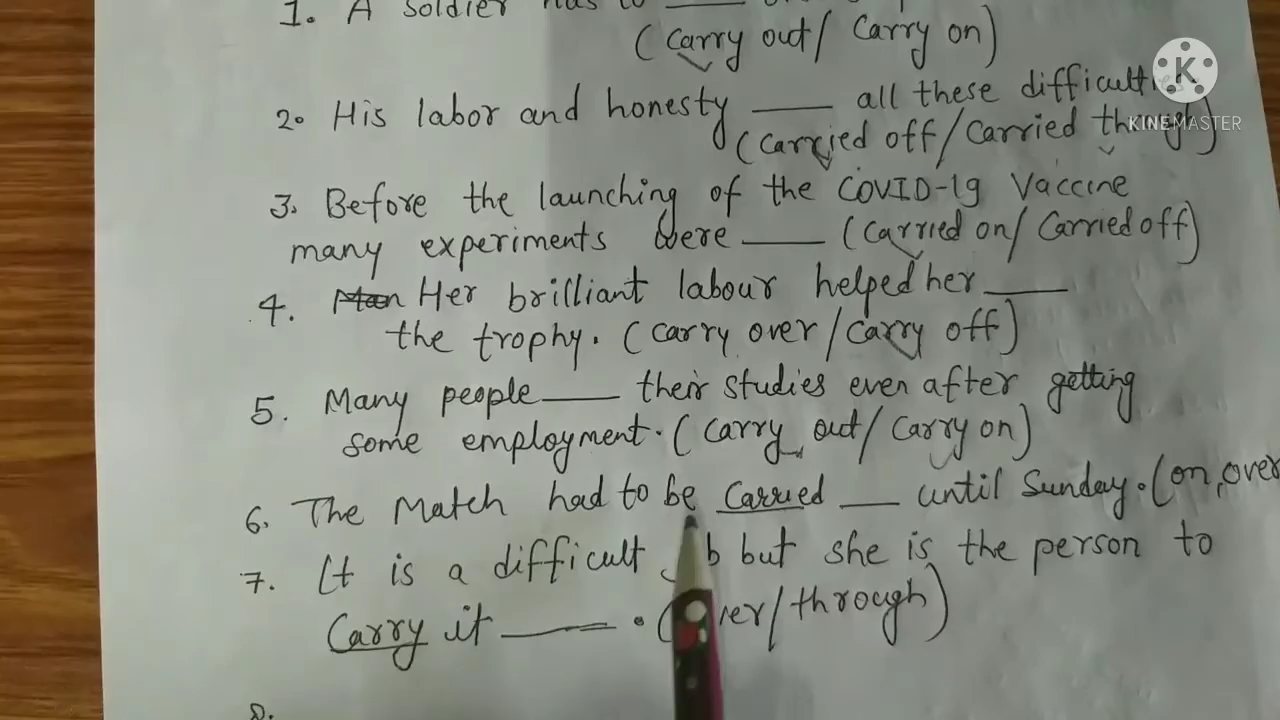 1. A soldier has to
(carry out/ carry on)
2. His labor and honesty ____ all these
(carried off/carried
3. Before the launching of the COVID-19 Vaccine
many experiments were ____ (carried on/ carried off)
4. Her brilliant labour helped her ____
the trophy. (carry over/carry off)
5. Many people ____ their studies even after getting
some employment. (carry out/ carry on)
6. The Match had to be carried __ until Sunday. (on, over
7. It is a difficult but she is the person to
Carry it ____. /through)
8.
K
KINEMASTER